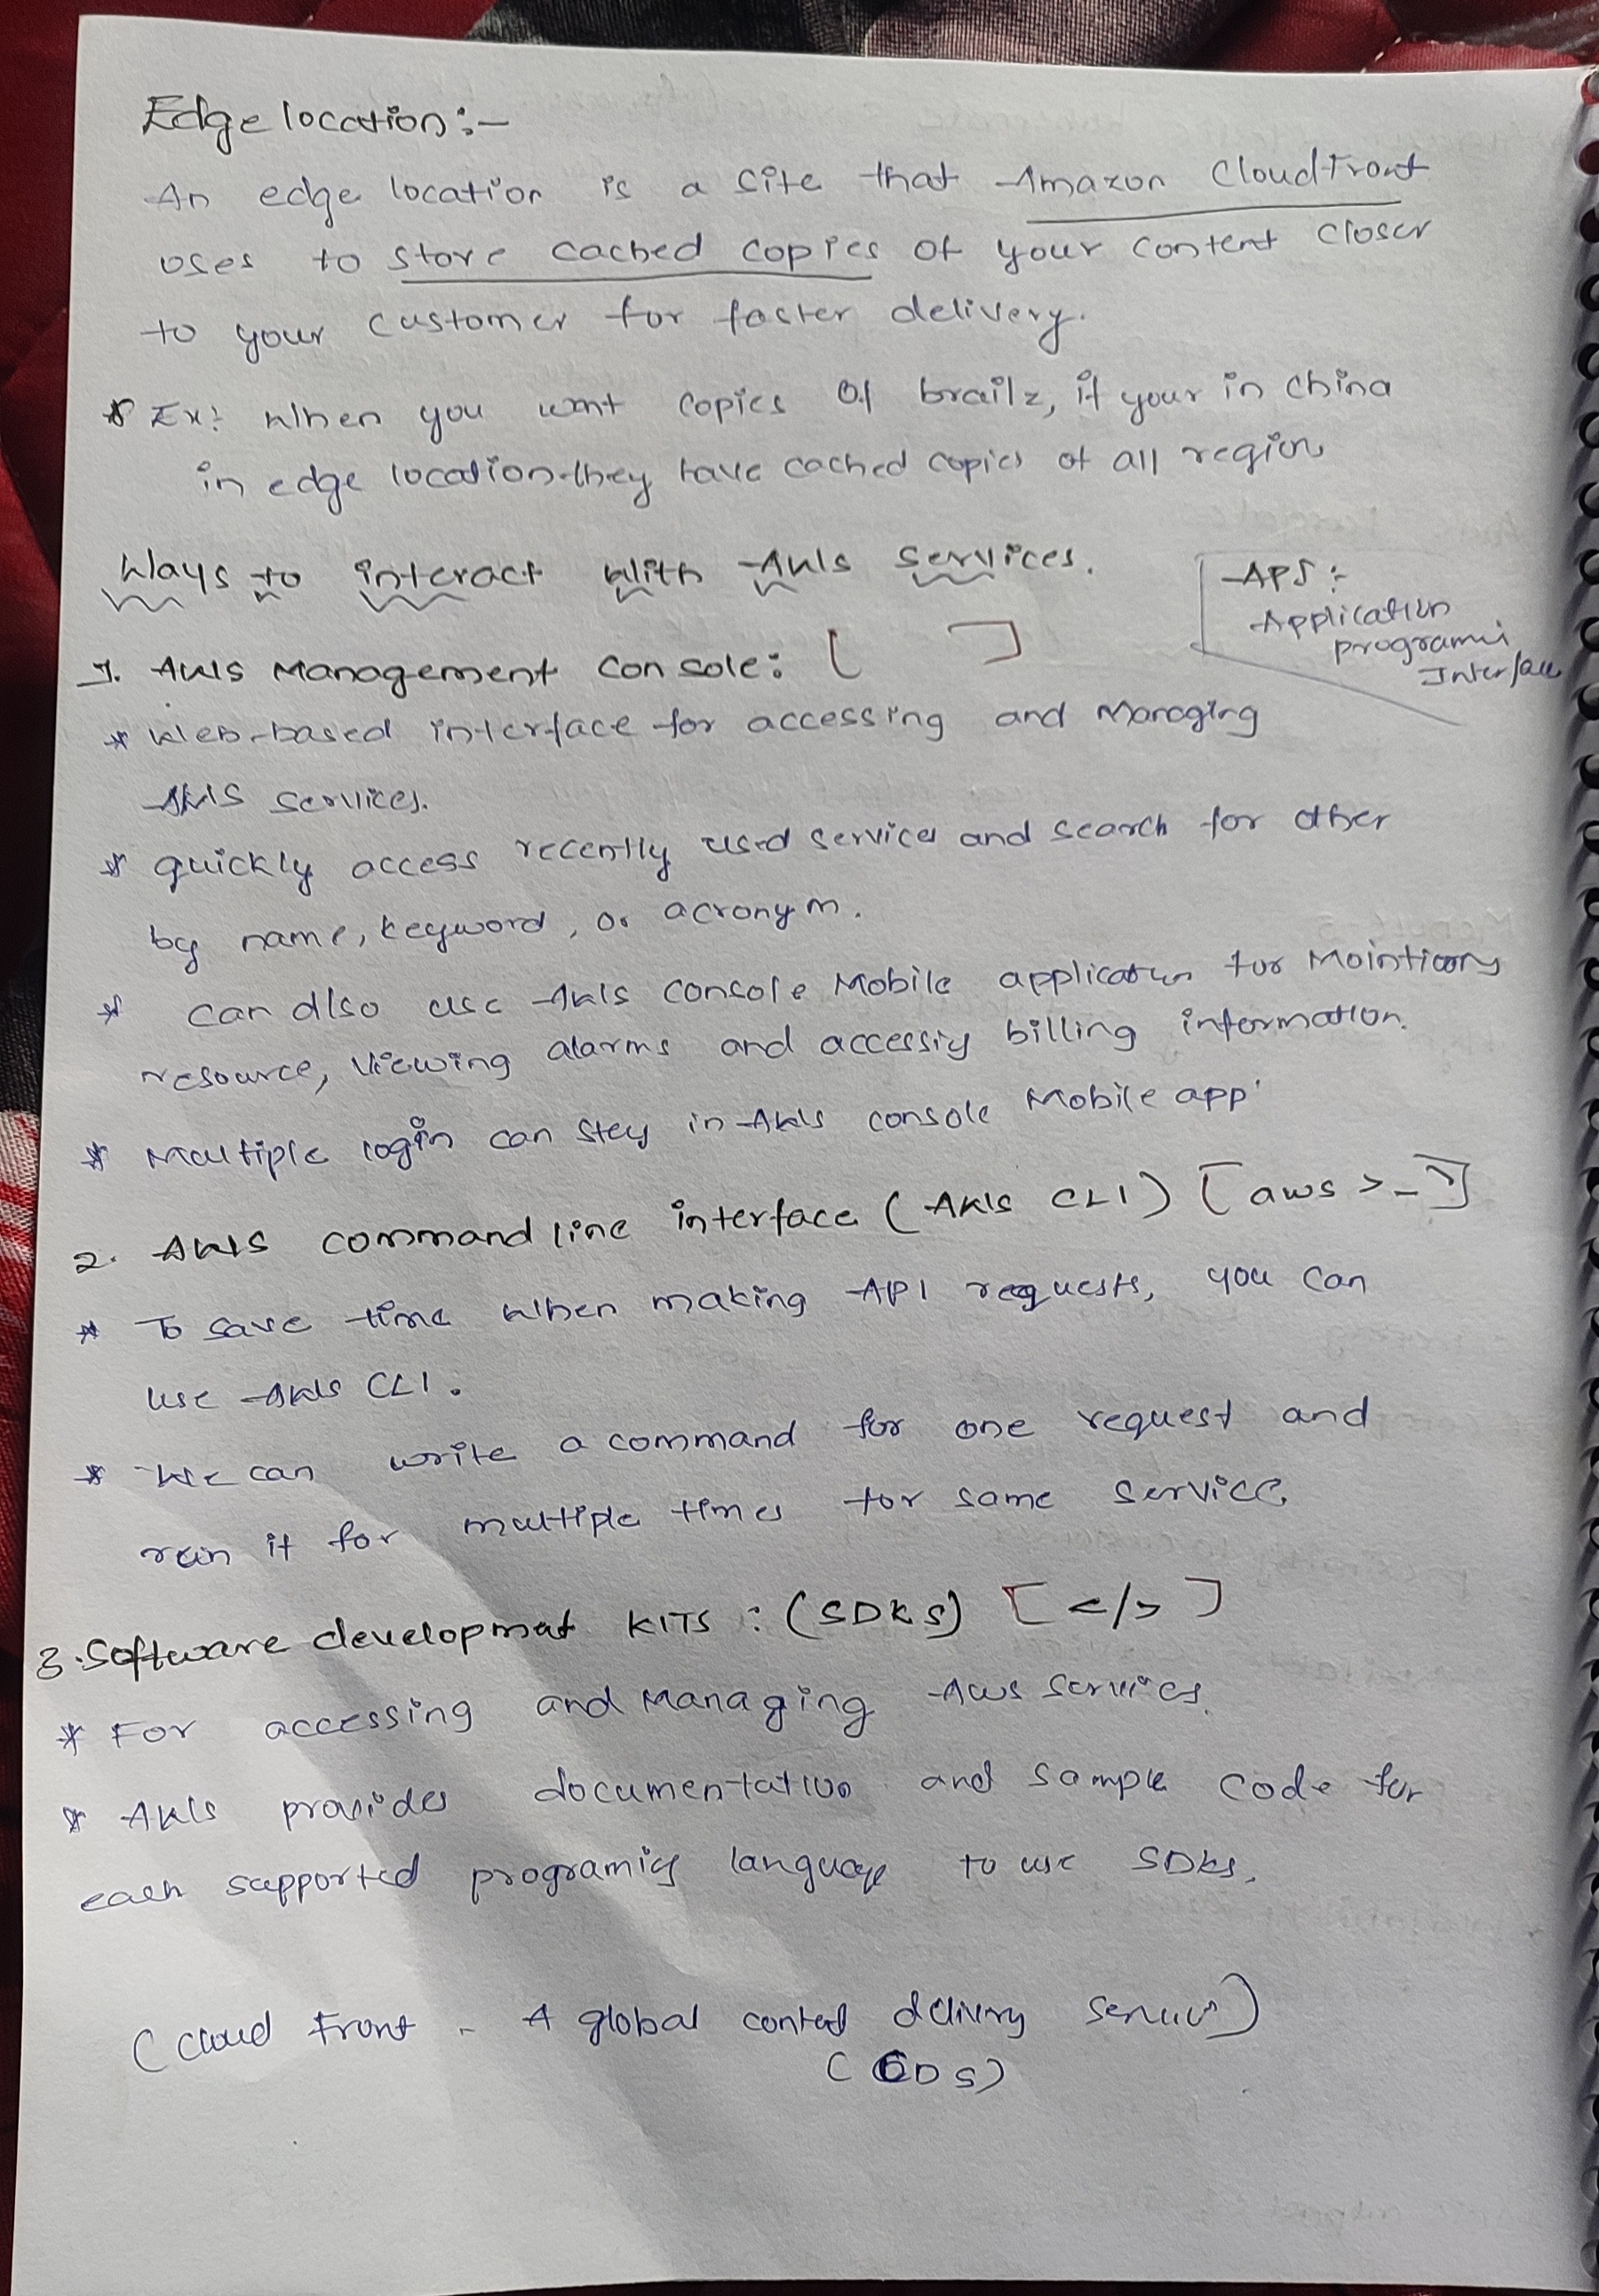 Edge location :-
An edge location is a site that Amazon Cloudfront
uses to store cached copies of your content closer
to your customer for faster delivery.
* Ex: When you want copies of brailz, if your in china
in edge location they have cached copies of all region
Ways to interact with AWS services.
API :
Application
programi
Interface
1. AWS Management Console: [ ]
* Web-based interface for accessing and Managing
AWS services.
* quickly access recently used services and search for other
by name, keyword, or acronym.
* can also use AWS console Mobile application for Mointioory
resource, viewing alarms and accessig billing information.
* Multiple login can stey in AWS console Mobile app'
2. AWS command line interface (AWS CLI) [aws >_]
* To save time when making API requests, you can
use AWS CLI.
* We can write a command for one request and
run it for multiple times for same service.
3. Software developmat KITS : (SDKS) [</>]
* For accessing and Managing Aws services.
* AWS provides documentation and sample code for
each supported programig language to use SDKs.
(Cloud Front - A global content delivery service)
(CDS)